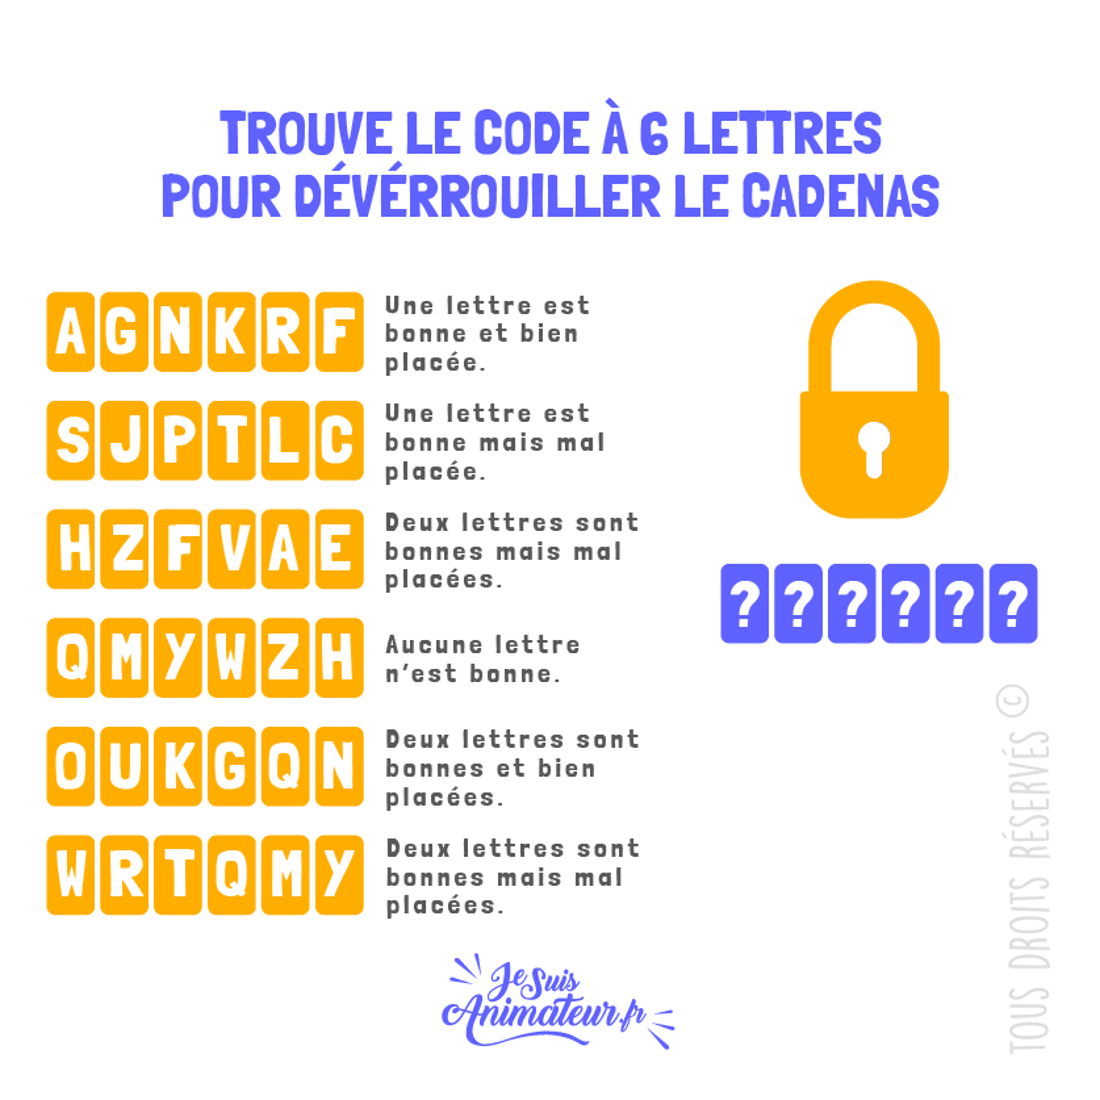 TROUVE LE CODE À 6 LETTRES
POUR DÉVÉRROUILLER LE CADENAS
AGNKRF
Une lettre est
bonne et bien
placée.
SJPTLC
Une lettre est
bonne mais mal
placée.
HZFVAE
Deux lettres sont
bonnes mais mal
placées.
??????
QMYWZH
Aucune lettre
n'est bonne.
OUKGQN
Deux lettres sont
bonnes et bien
placées.
WRTQMY
Deux lettres sont
bonnes mais mal
placées.
JeSuis
Animateur.fr
TOUS DROITS RÉSERVÉS ©